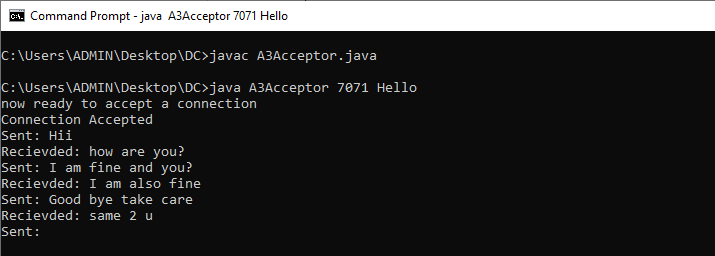 Command Prompt - java  A3Acceptor 7071 Hello
C:\Users\ADMIN\Desktop\DC>javac A3Acceptor.java
C:\Users\ADMIN\Desktop\DC>java A3Acceptor 7071 Hello
now ready to accept a connection
Connection Accepted
Sent: Hii
Recievded: how are you?
Sent: I am fine and you?
Recievded: I am also fine
Sent: Good bye take care
Recievded: same 2 u
Sent: